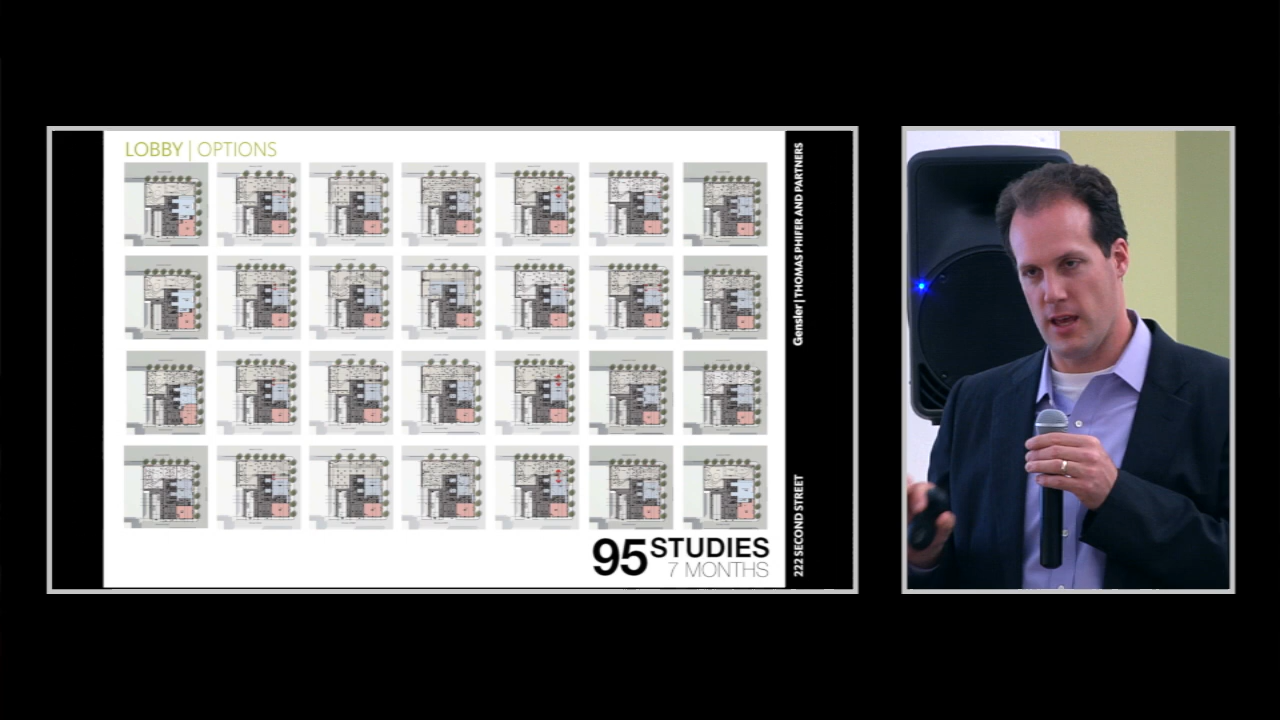 LOBBY | OPTIONS
95 STUDIES
7 MONTHS
Gensler | THOMAS PHIFER AND PARTNERS
222 SECOND STREET